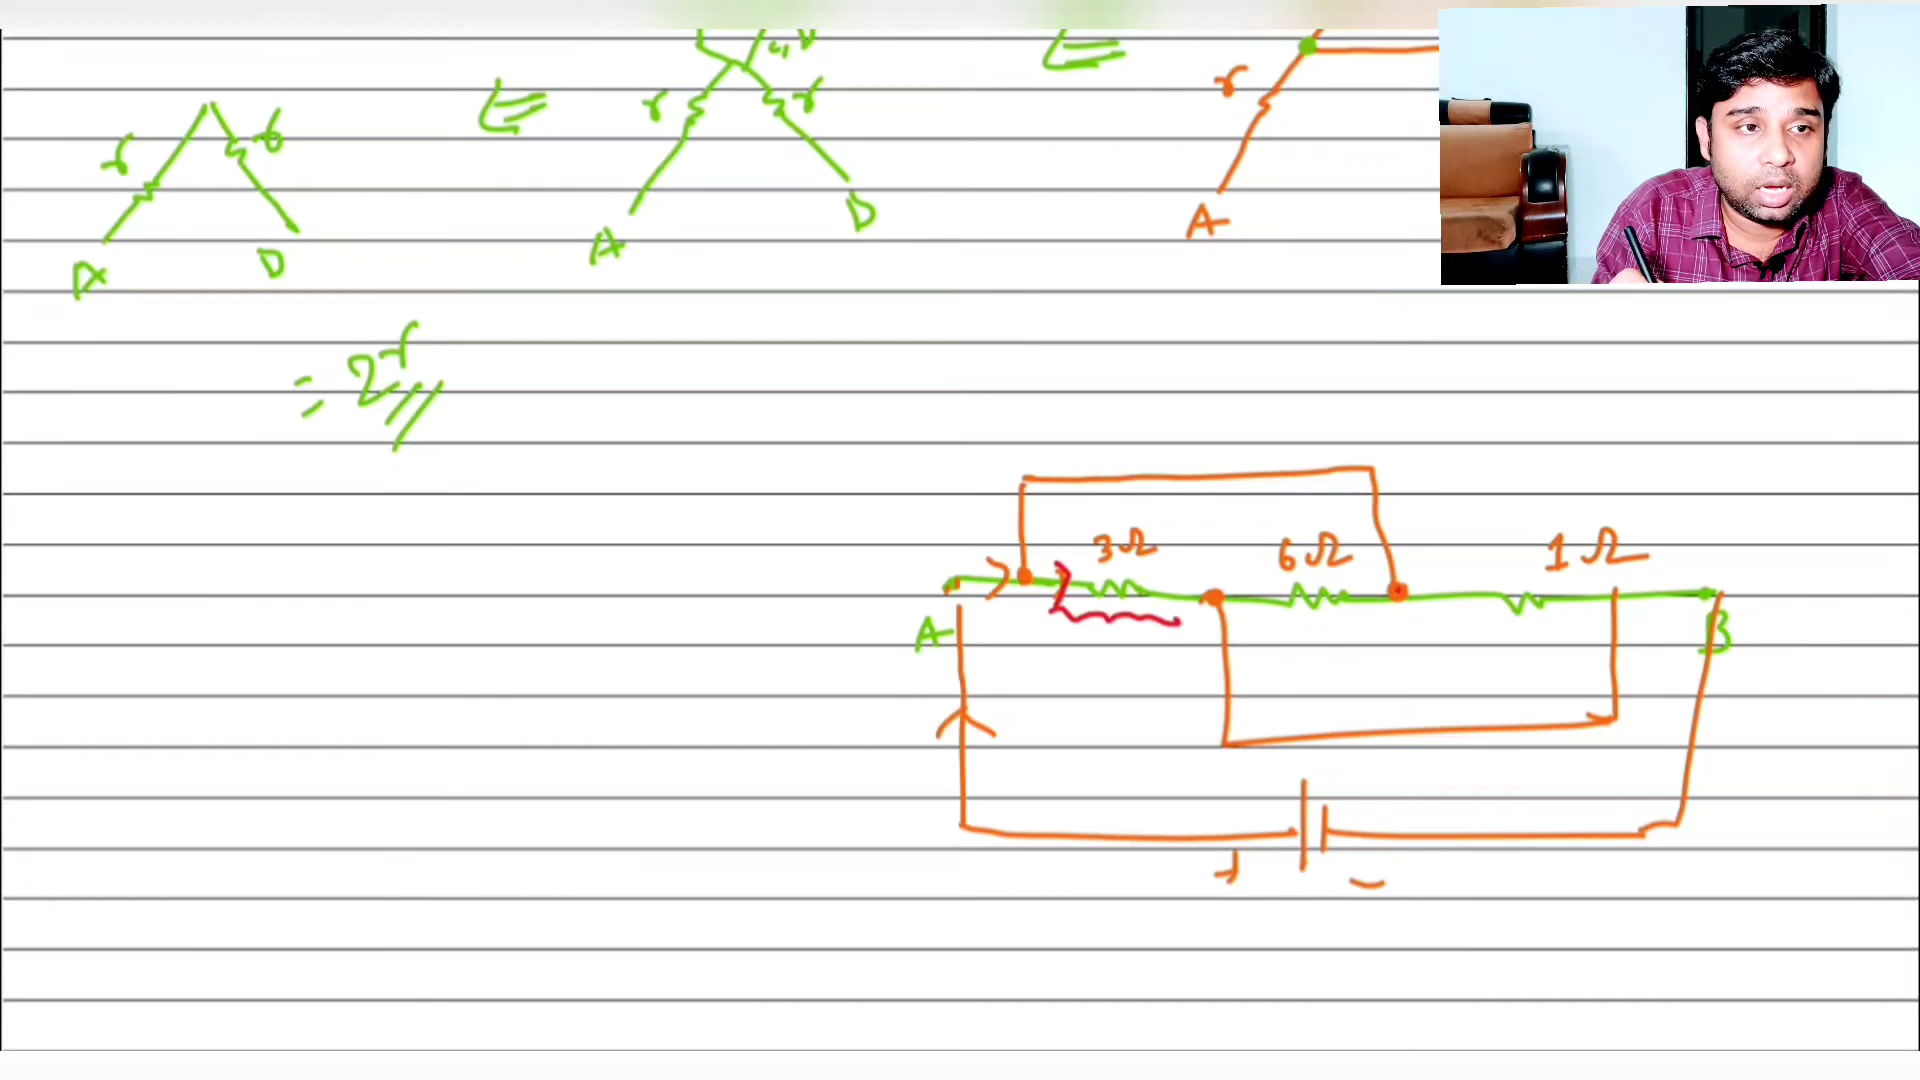 r r
r r
r
A D
A D
A
= 2r
3Ω 6Ω 1Ω
A B
+ -